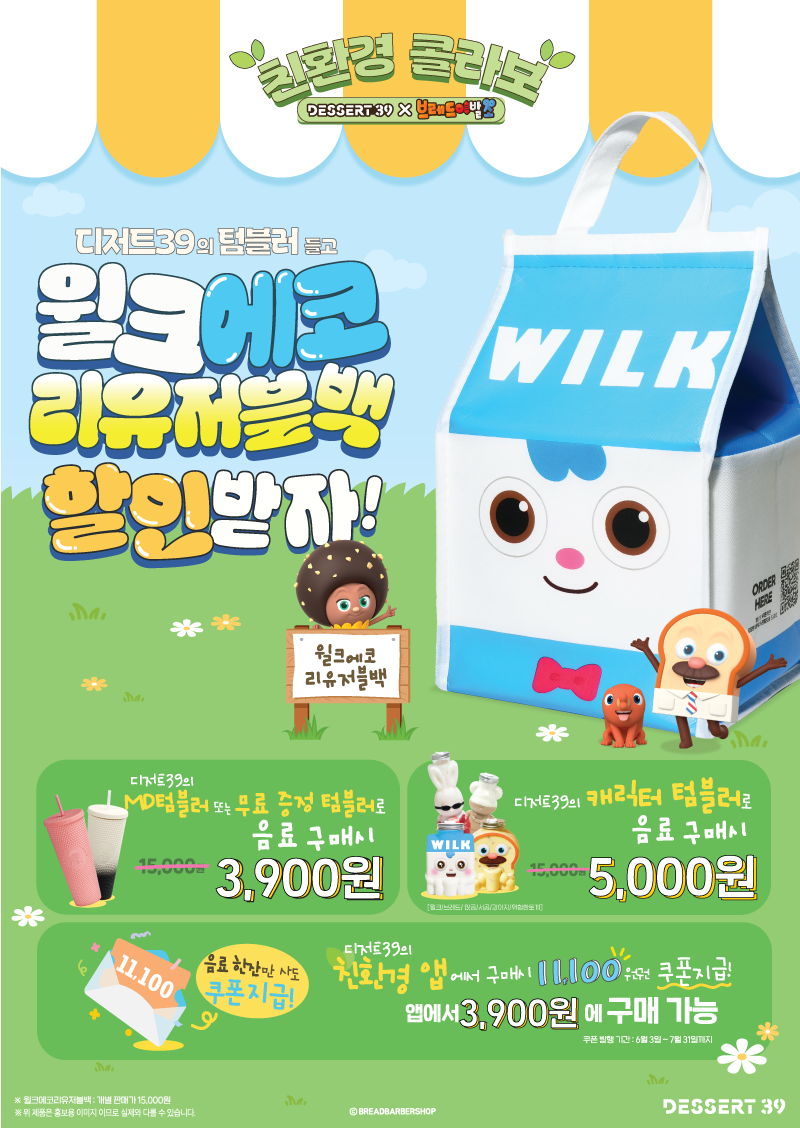 친환경 콜라보
DESSERT 39 X 브레드이발소
디저트39의 텀블러 들고
윌크에코
리유저블백
할인받자!
WILK
ORDER
HERE
윌크에코
리유저블백
디저트39의
MD텀블러 또는 무료 증정 텀블러로
음료 구매시
15,000원
3,900원
디저트39의 캐릭터 텀블러로
음료 구매시
15,000원
5,000원
WILK
11,100
음료 한잔만 사도
쿠폰지급!
디저트39의
친환경 앱에서 구매시 11,100원 쿠폰지급!
앱에서 3,900원에 구매 가능
쿠폰 발행 기간 : 6월 3일 ~ 7월 31일까지
※ 윌크에코리유저블백 : 개별 판매가 15,000원
※ 위 제품은 홍보용 이미지 이므로 실제와 다를 수 있습니다.
© BREADBARBERSHOP
DESSERT 39